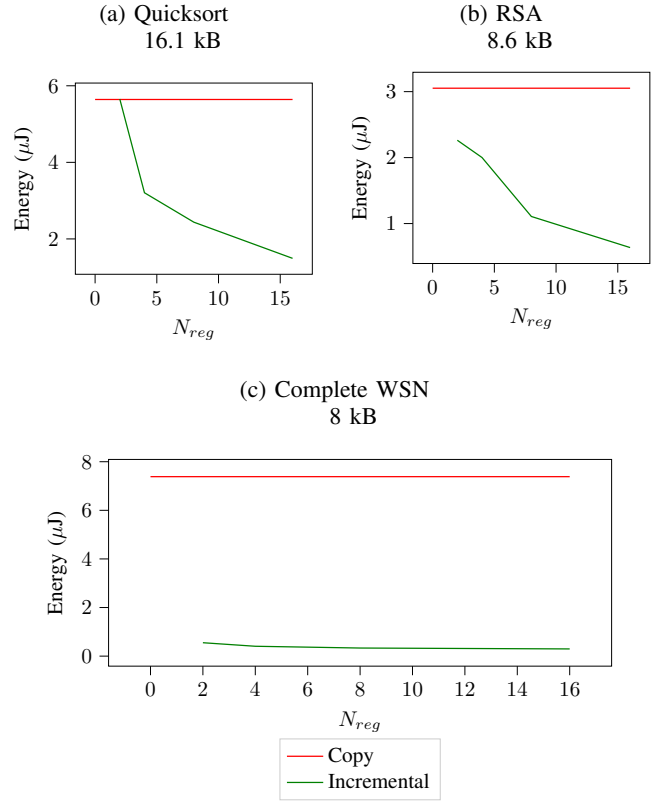 (a) Quicksort
16.1 kB
6
4
2
Energy (μJ)
0 5 10 15
N_reg
(b) RSA
8.6 kB
3
2
1
Energy (μJ)
0 5 10 15
N_reg
(c) Complete WSN
8 kB
8
6
4
2
0
Energy (μJ)
0 2 4 6 8 10 12 14 16
N_reg
Copy
Incremental